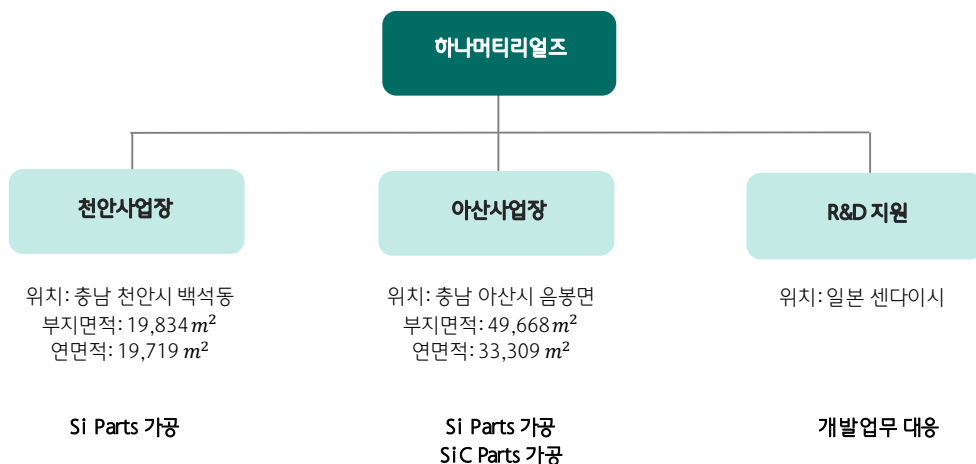 하나머티리얼즈
천안사업장
아산사업장
R&D 지원
위치: 충남 천안시 백석동
부지면적: 19,834 m²
연면적: 19,719 m²
위치: 충남 아산시 음봉면
부지면적: 49,668 m²
연면적: 33,309 m²
위치: 일본 센다이시
Si Parts 가공
Si Parts 가공
SiC Parts 가공
개발업무 대응